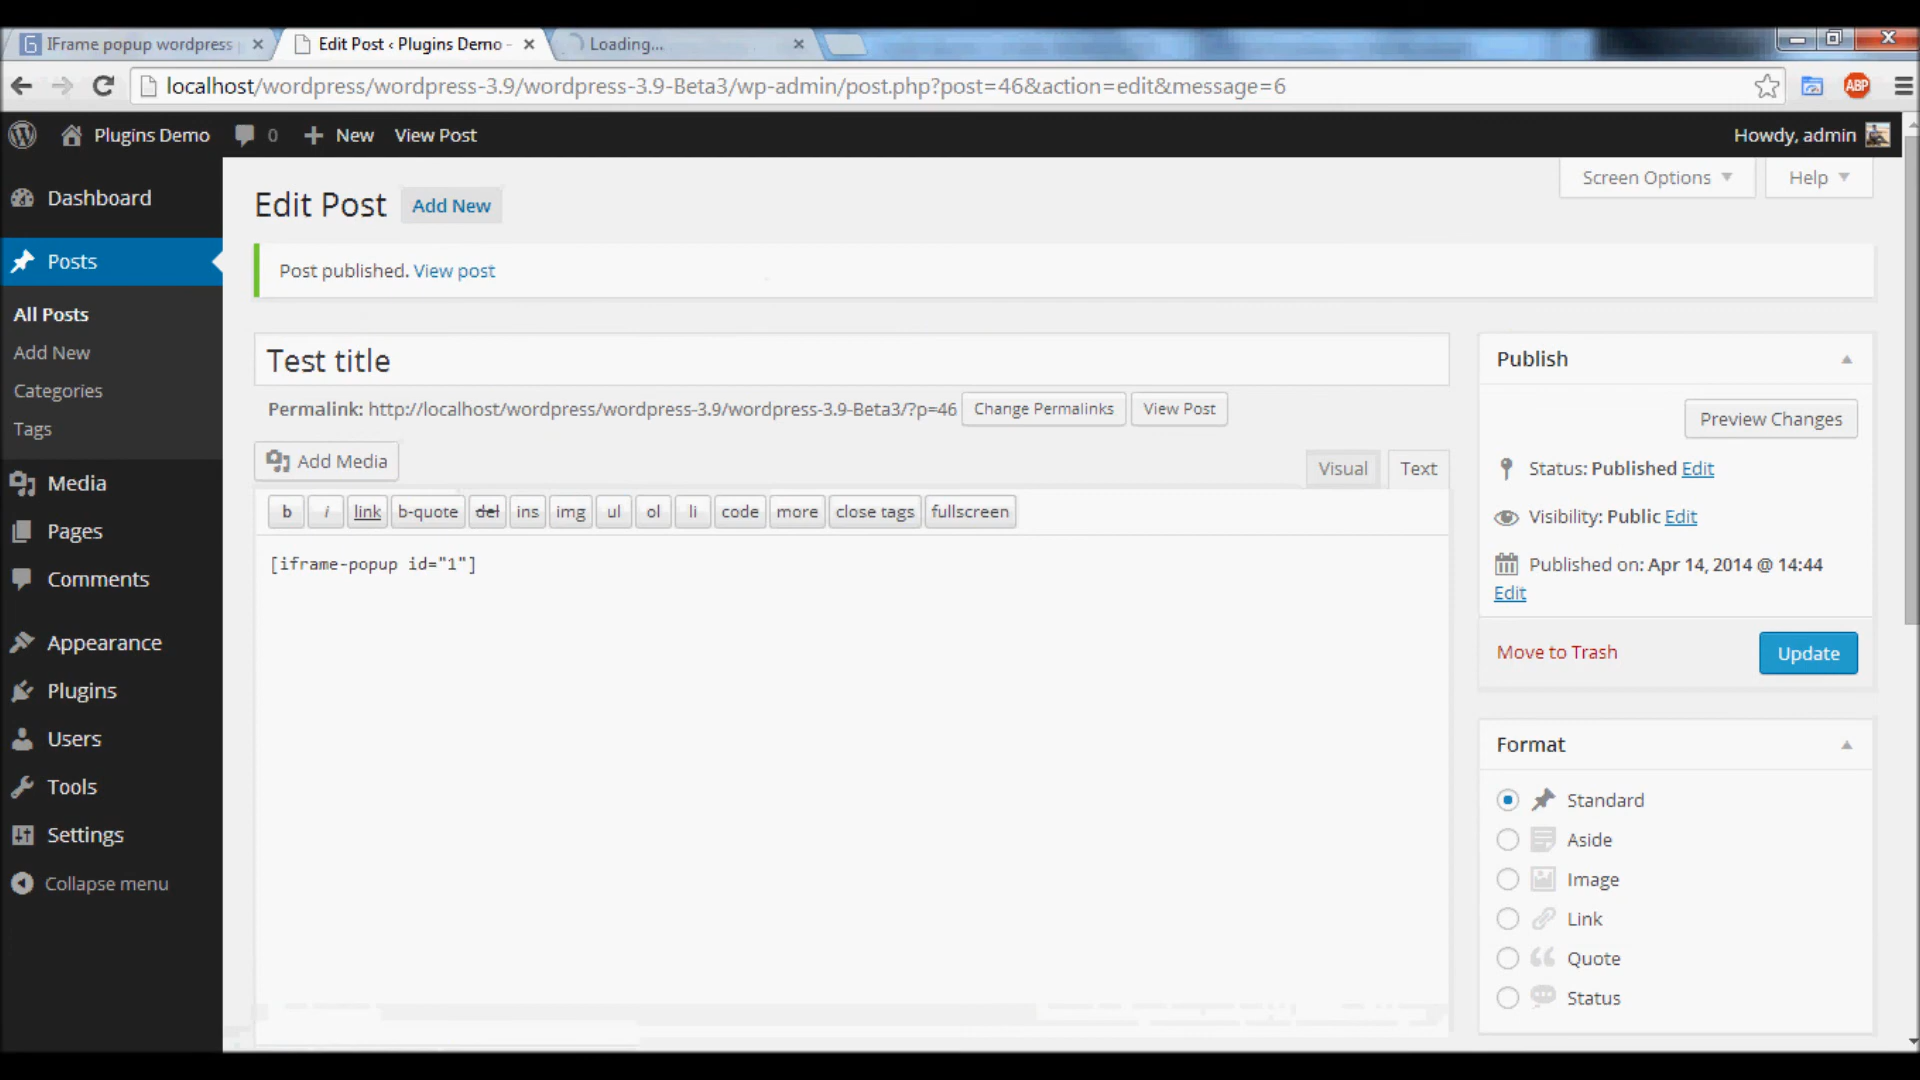 IFrame popup wordpress
Edit Post ‹ Plugins Demo -
Loading...
localhost/wordpress/wordpress-3.9/wordpress-3.9-Beta3/wp-admin/post.php?post=46&action=edit&message=6
ABP
Plugins Demo
0
New
View Post
Howdy, admin
Dashboard
Posts
All Posts
Add New
Categories
Tags
Media
Pages
Comments
Appearance
Plugins
Users
Tools
Settings
Collapse menu
Screen Options
Help
Edit Post
Add New
Post published. View post
Test title
Permalink: http://localhost/wordpress/wordpress-3.9/wordpress-3.9-Beta3/?p=46
Change Permalinks
View Post
Add Media
Visual
Text
b
i
link
b-quote
del
ins
img
ul
ol
li
code
more
close tags
fullscreen
[iframe-popup id="1"]
Publish
Preview Changes
Status: Published Edit
Visibility: Public Edit
Published on: Apr 14, 2014 @ 14:44
Edit
Move to Trash
Update
Format
Standard
Aside
Image
Link
Quote
Status